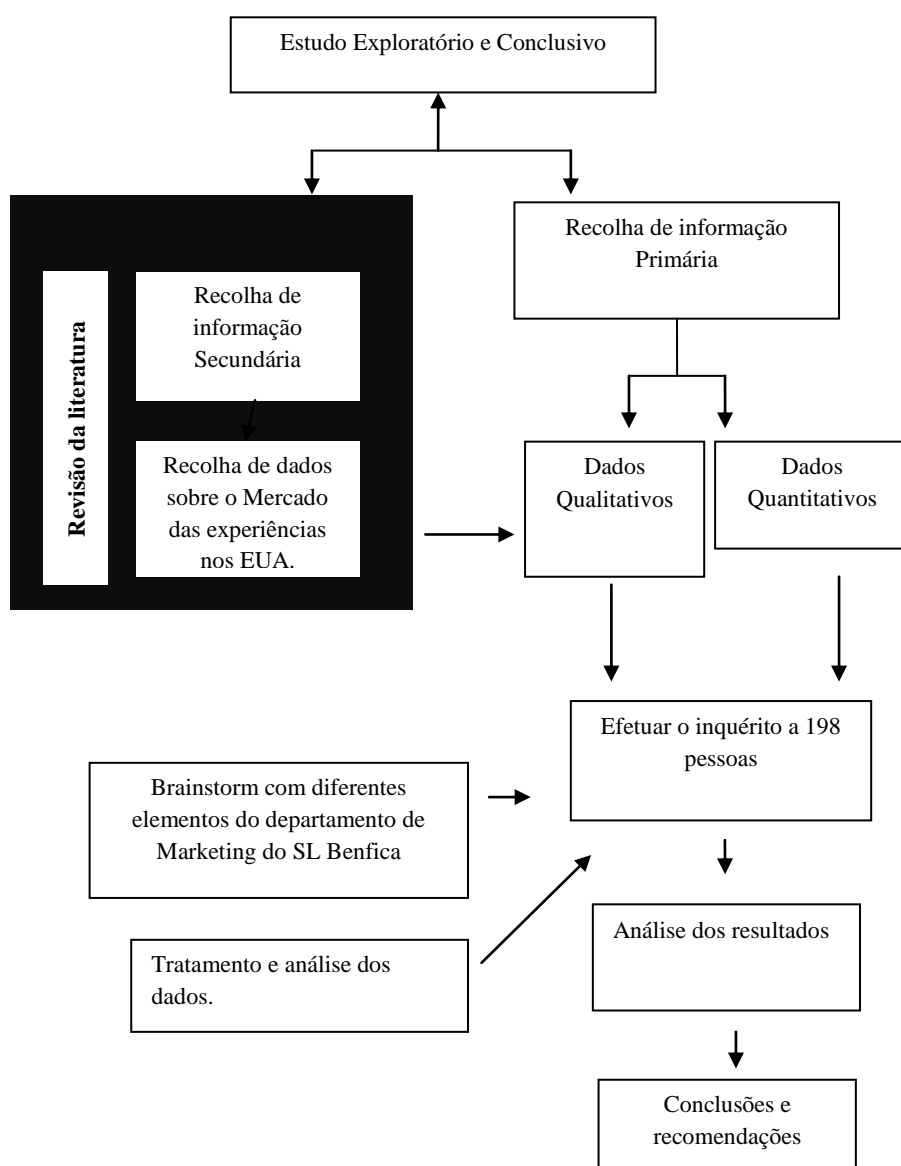 Estudo Exploratório e Conclusivo
Recolha de informação
Primária
Revisão da literatura
Recolha de
informação
Secundária
Recolha de dados
sobre o Mercado
das experiências
nos EUA.
Dados
Qualitativos
Dados
Quantitativos
Efetuar o inquérito a 198
pessoas
Brainstorm com diferentes
elementos do departamento de
Marketing do SL Benfica
Tratamento e análise dos
dados.
Análise dos resultados
Conclusões e
recomendações